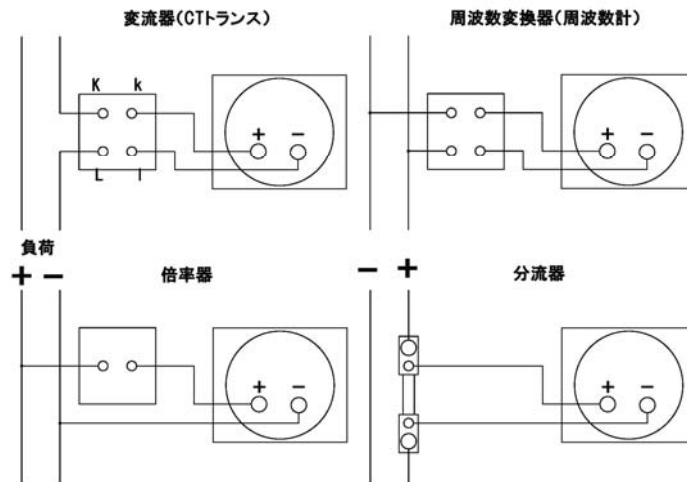 変流器(CTトランス)
K k
L l
+ −
周波数変換器(周波数計)
+ −
負荷
+ −
倍率器
+ −
− +
分流器
+ −